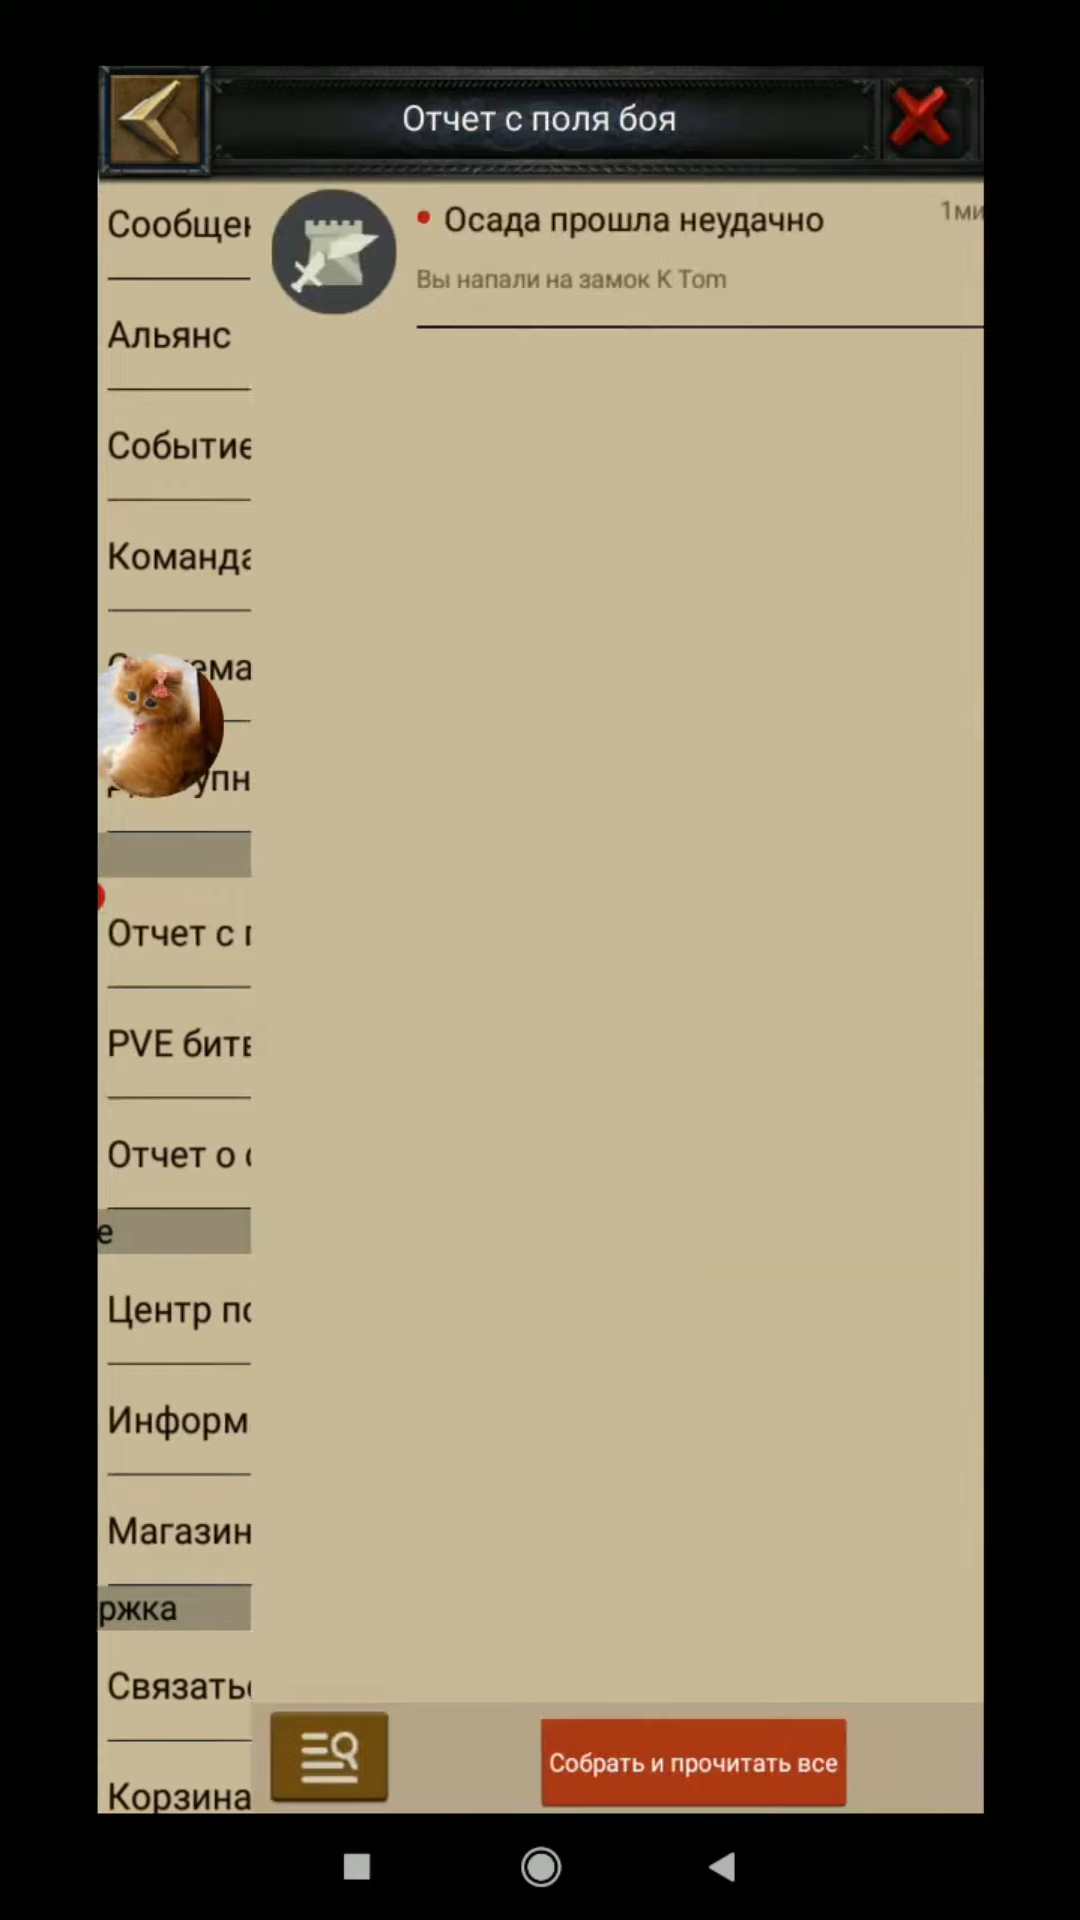 Отчет с поля боя
Сообщен
Альянс
Событие
Команда
Отчет с
PVE битв
Отчет о
е
Центр по
Информ
Магазин
ржка
Связать
Корзина
Осада прошла неудачно
1ми
Вы напали на замок K Tom
Собрать и прочитать все